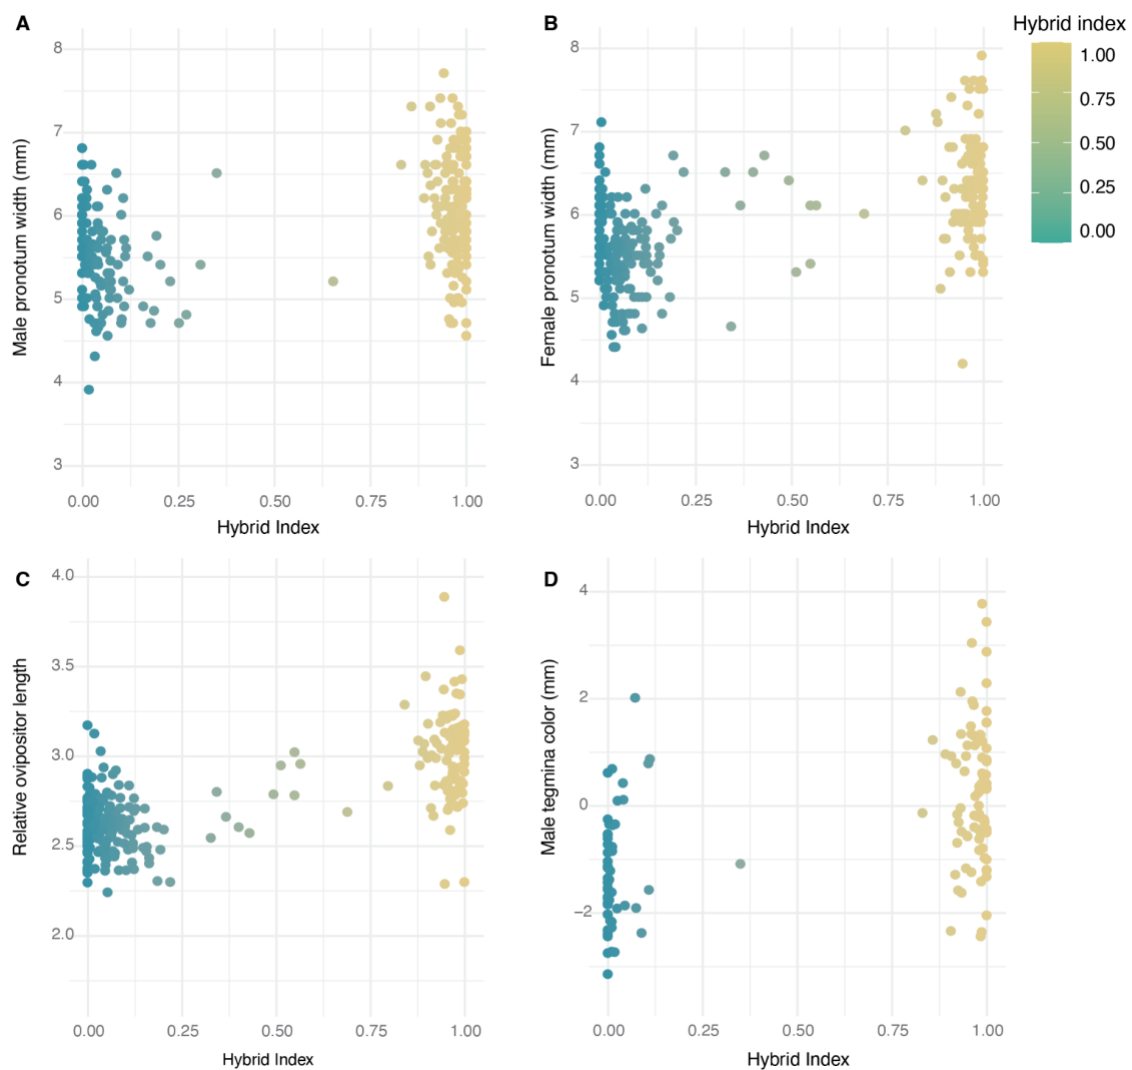 A
8
7
6
5
4
3
Male pronotum width (mm)
0.00 0.25 0.50 0.75 1.00
Hybrid Index
B
8
7
6
5
4
3
Female pronotum width (mm)
0.00 0.25 0.50 0.75 1.00
Hybrid Index
Hybrid index
1.00
0.75
0.50
0.25
0.00
C
4.0
3.5
3.0
2.5
2.0
Relative ovipositor length
0.00 0.25 0.50 0.75 1.00
Hybrid Index
D
4
2
0
−2
Male tegmina color (mm)
0.00 0.25 0.50 0.75 1.00
Hybrid Index